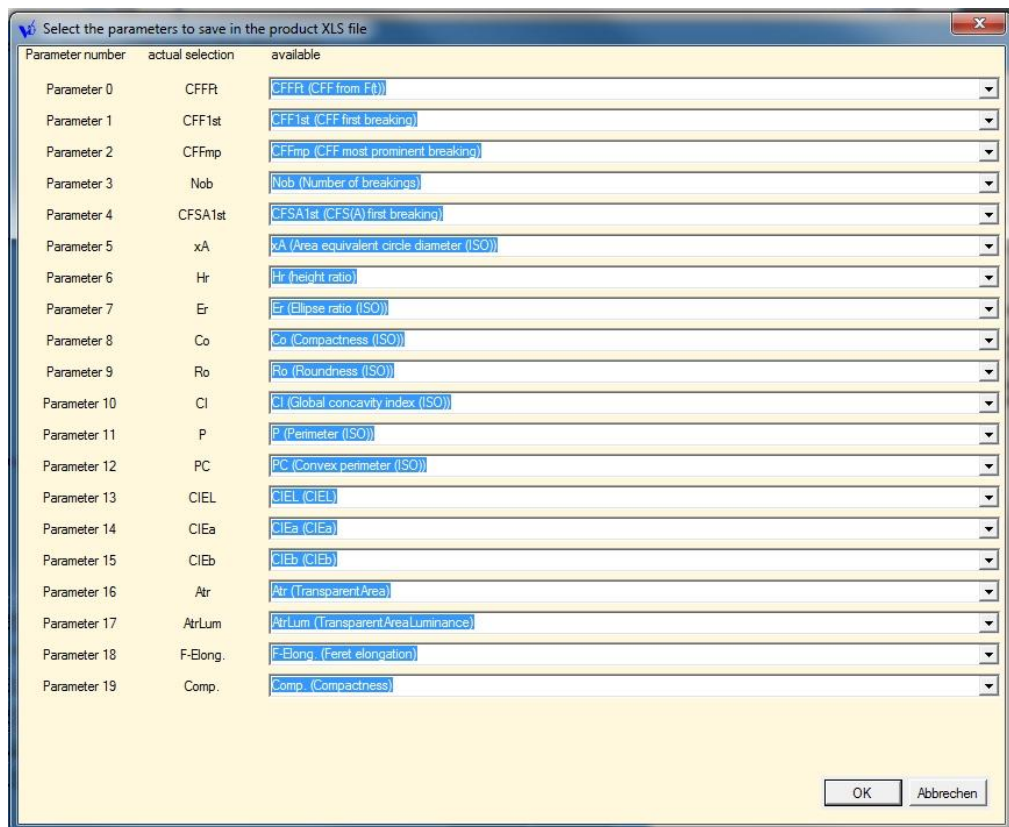 Select the parameters to save in the product XLS file
Parameter number actual selection available
Parameter 0 CFFFt CFFFt (CFF from F(t))
Parameter 1 CFF1st CFF1st (CFF first breaking)
Parameter 2 CFFmp CFFmp (CFF most prominent breaking)
Parameter 3 Nob Nob (Number of breakings)
Parameter 4 CFSA1st CFSA1st (CFS(A) first breaking)
Parameter 5 xA xA (Area equivalent circle diameter (ISO))
Parameter 6 Hr Hr (height ratio)
Parameter 7 Er Er (Ellipse ratio (ISO))
Parameter 8 Co Co (Compactness (ISO))
Parameter 9 Ro Ro (Roundness (ISO))
Parameter 10 CI CI (Global concavity index (ISO))
Parameter 11 P P (Perimeter (ISO))
Parameter 12 PC PC (Convex perimeter (ISO))
Parameter 13 CIEL CIEL (CIEL)
Parameter 14 CIEa CIEa (CIEa)
Parameter 15 CIEb CIEb (CIEb)
Parameter 16 Atr Atr (TransparentArea)
Parameter 17 AtrLum AtrLum (TransparentAreaLuminance)
Parameter 18 F-Elong. F-Elong. (Feret elongation)
Parameter 19 Comp. Comp. (Compactness)
OK Abbrechen